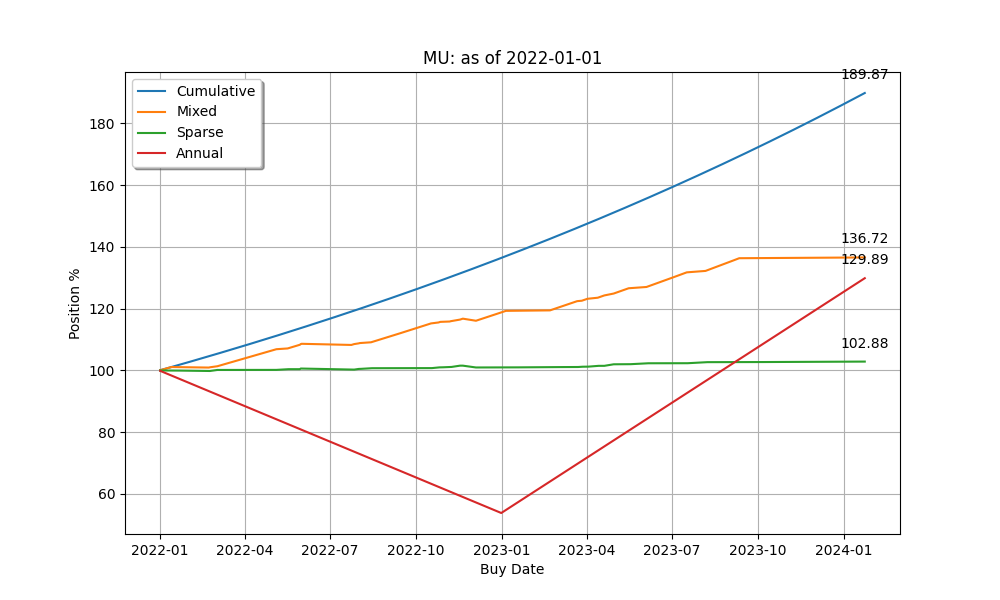 MU: as of 2022-01-01
189.87
Cumulative
Mixed
Sparse
Annual
180
160
140
120
100
80
60
136.72
129.89
102.88
Position %
2022-01 2022-04 2022-07 2022-10 2023-01 2023-04 2023-07 2023-10 2024-01
Buy Date